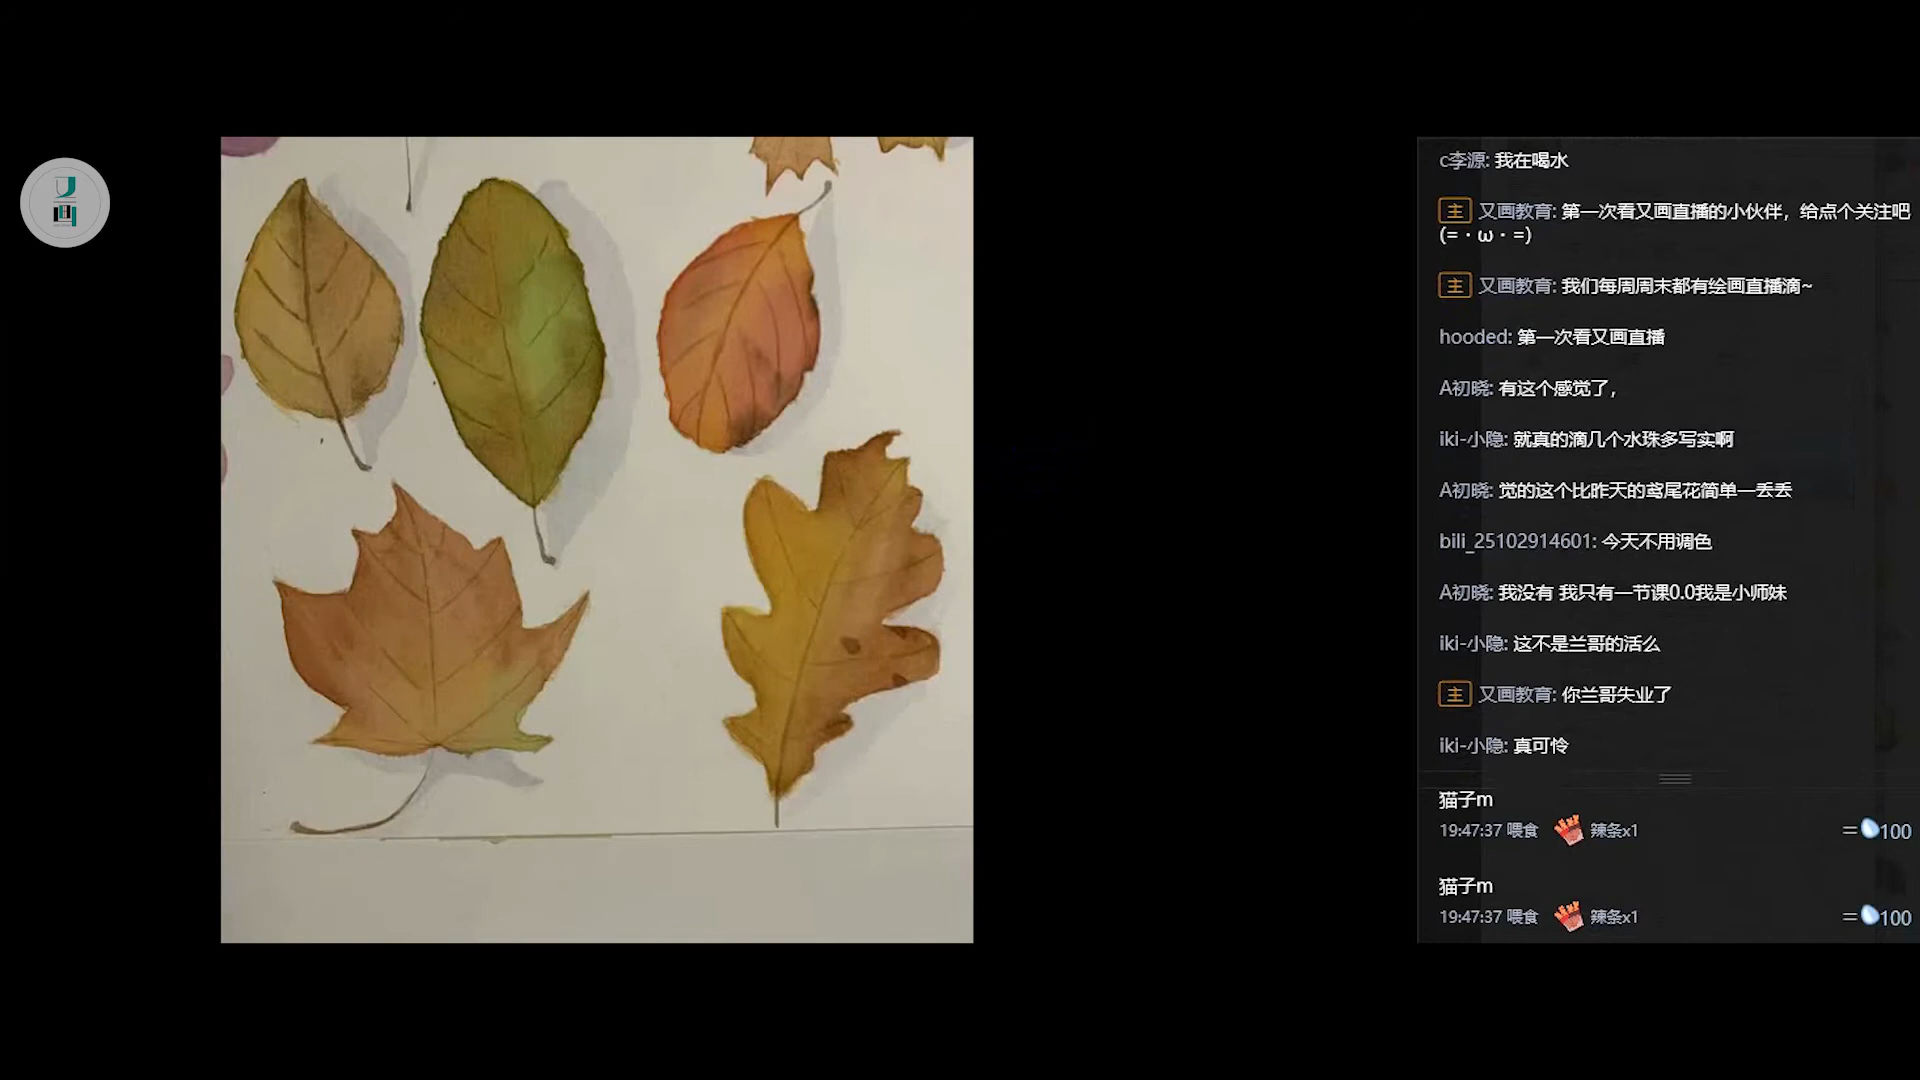 又画
c李源: 我在喝水
主 又画教育: 第一次看又画直播的小伙伴，给点个关注吧
(=・ω・=)
主 又画教育: 我们每周周末都有绘画直播滴~
hooded: 第一次看又画直播
A初晓: 有这个感觉了，
iki-小隐: 就真的滴几个水珠多写实啊
A初晓: 觉的这个比昨天的鸢尾花简单一丢丢
bili_25102914601: 今天不用调色
A初晓: 我没有 我只有一节课0.0我是小师妹
iki-小隐: 这不是兰哥的活么
主 又画教育: 你兰哥失业了
iki-小隐: 真可怜
猫子m
19:47:37 喂食 辣条x1 =100
猫子m
19:47:37 喂食 辣条x1 =100